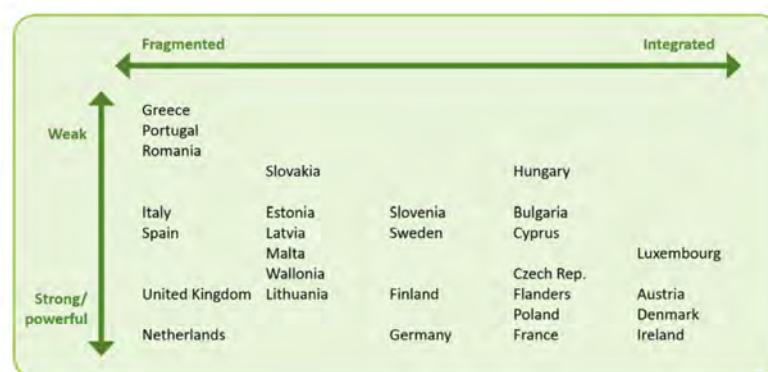 Fragmented Integrated
Weak
Greece
Portugal
Romania
Slovakia Hungary
Italy Estonia Slovenia Bulgaria
Spain Latvia Sweden Cyprus
Malta Luxembourg
Wallonia Czech Rep.
Strong/
powerful
United Kingdom Lithuania Finland Flanders Austria
Poland Denmark
Netherlands Germany France Ireland